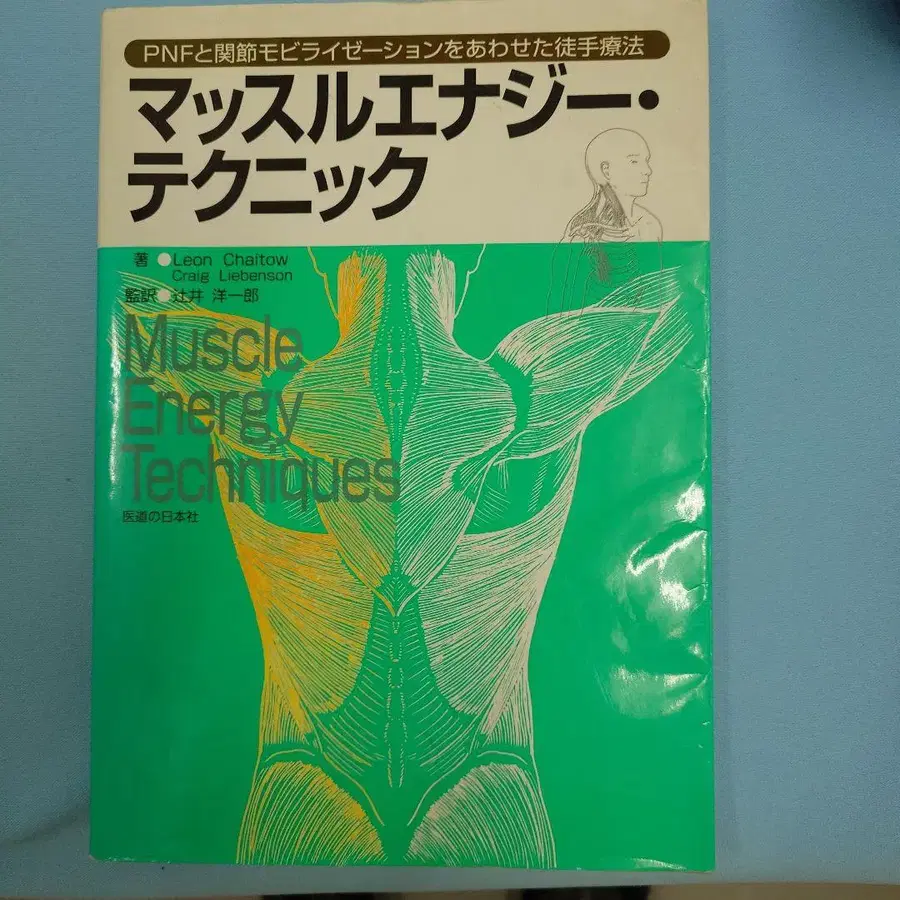 PNFと関節モビライゼーションをあわせた徒手療法
マッスルエナジー・
テクニック
著●Leon Chaitow
Craig Liebenson
監訳●辻井 洋一郎
Muscle
Energy
Techniques
医道の日本社